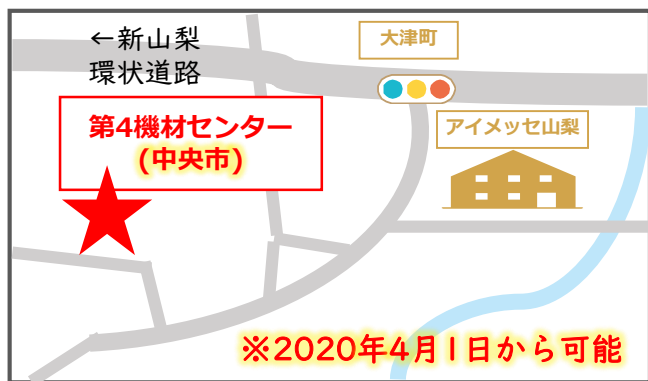 ←新山梨
環状道路
大津町
第4機材センター
(中央市)
アイメッセ山梨
※2020年4月1日から可能